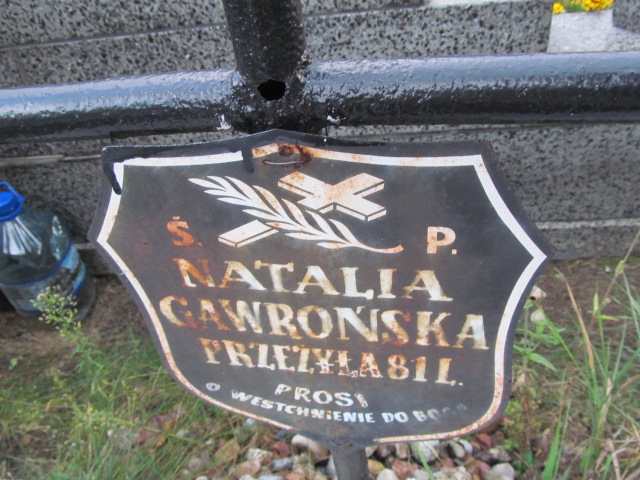 Ś. P.
NATALIA
GAWROŃSKA
PRZEŻYŁA 81 L.
PROSI
O WESTCHNIENIE DO BOGA